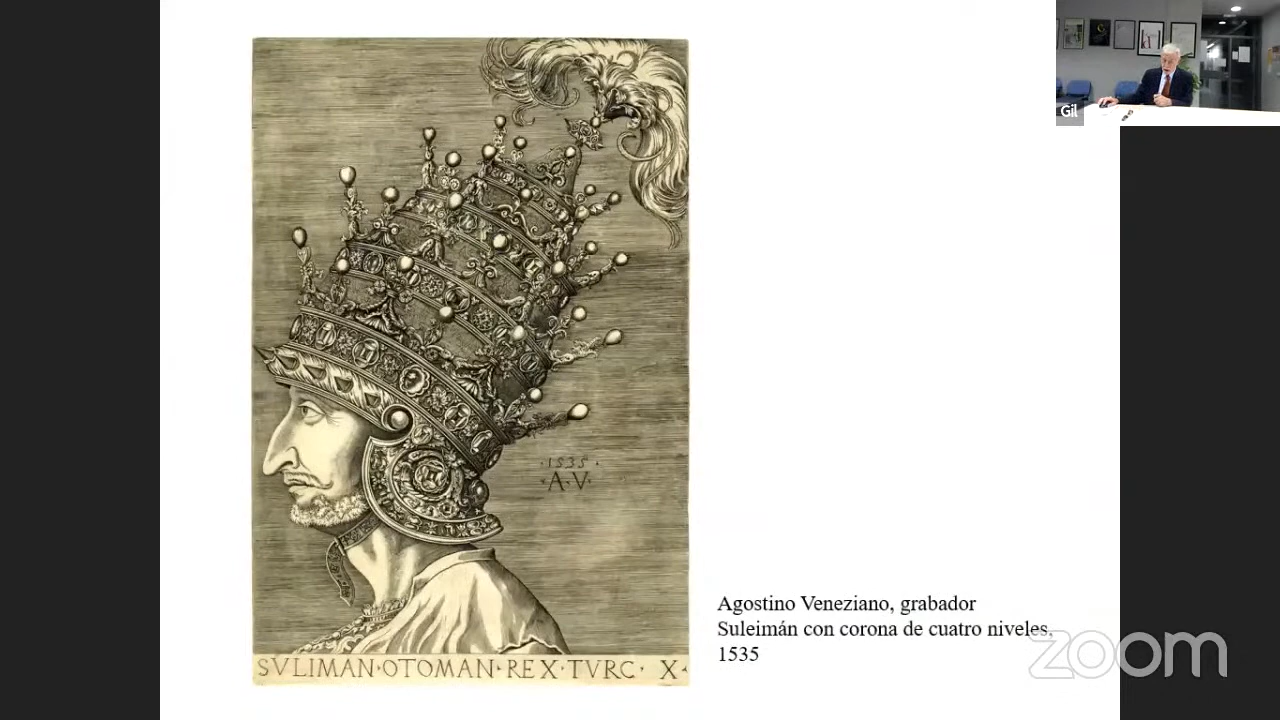 Gil
·1535·
·A·V·
SVLIMAN·OTOMAN·REX·TVRC· X·
Agostino Veneziano, grabador
Suleimán con corona de cuatro niveles,
1535
zoom